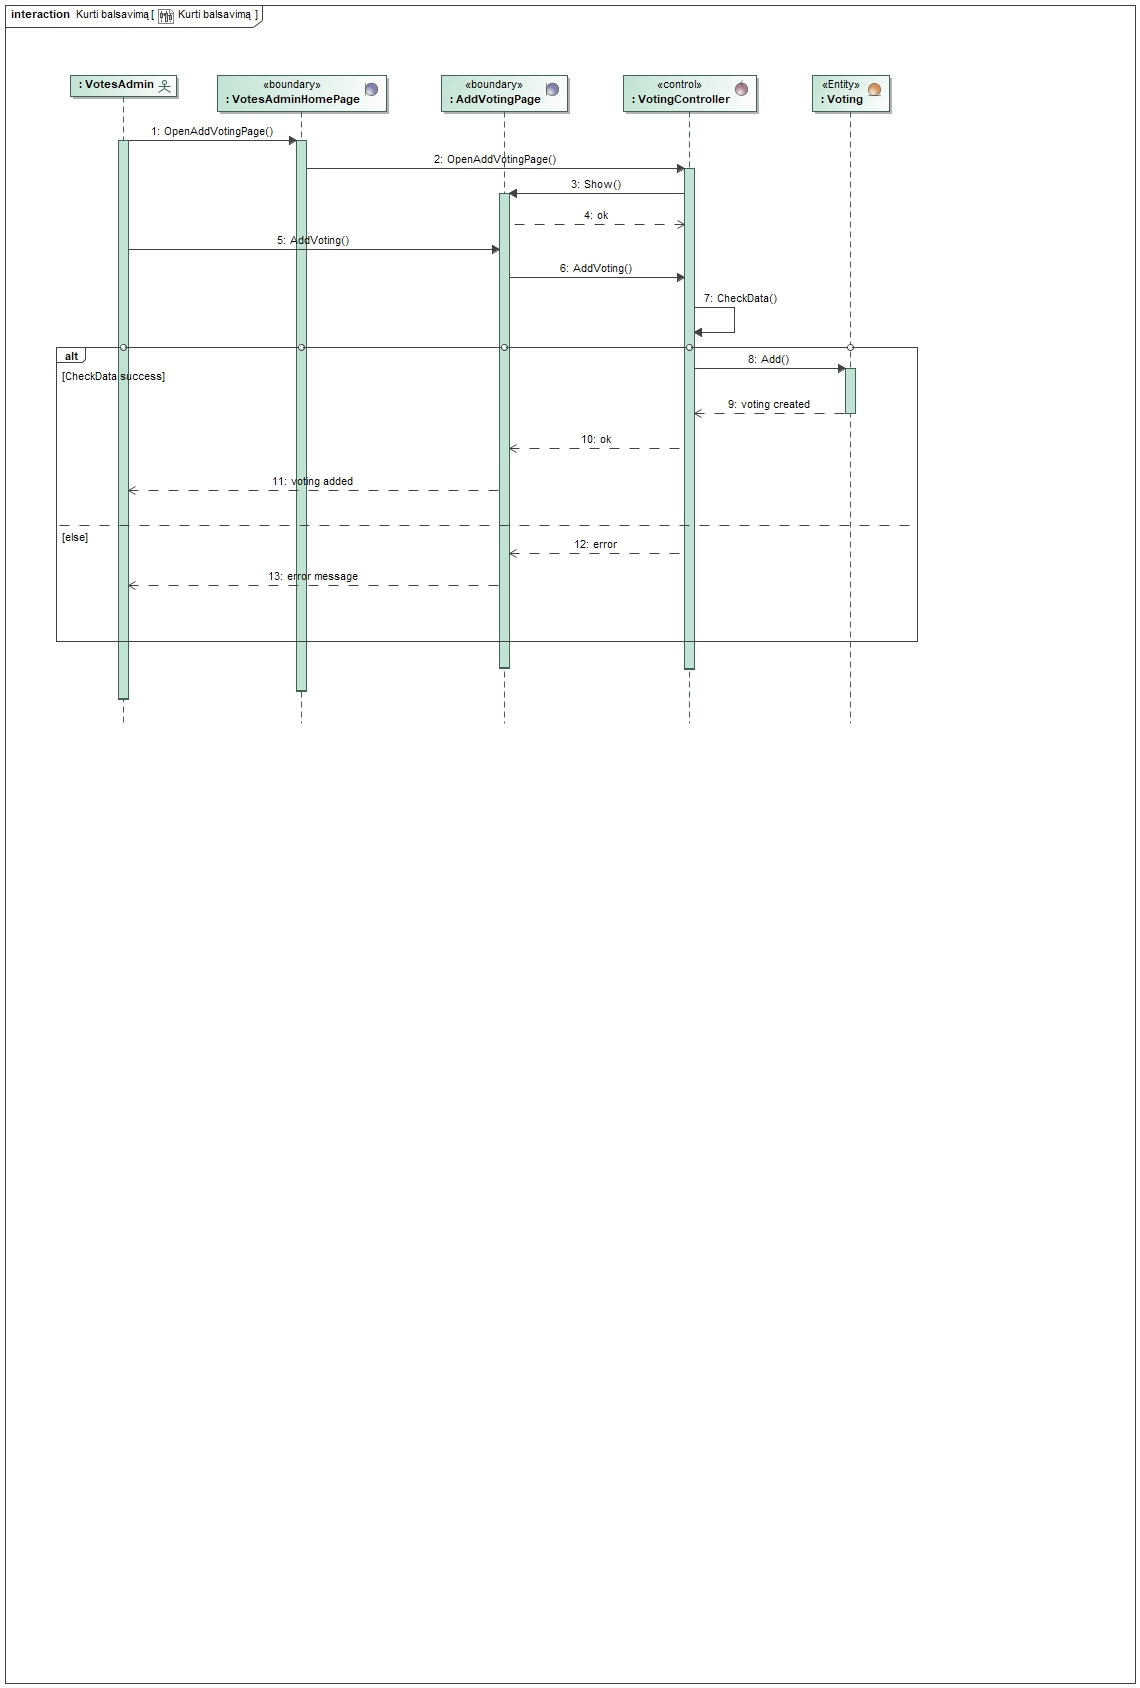 interaction Kurti balsavimą [ Kurti balsavimą ]
: VotesAdmin
«boundary»
: VotesAdminHomePage
«boundary»
: AddVotingPage
«control»
: VotingController
«Entity»
: Voting
1: OpenAddVotingPage()
2: OpenAddVotingPage()
3: Show()
4: ok
5: AddVoting()
6: AddVoting()
7: CheckData()
alt
8: Add()
[CheckData success]
9: voting created
10: ok
11: voting added
[else]
12: error
13: error message